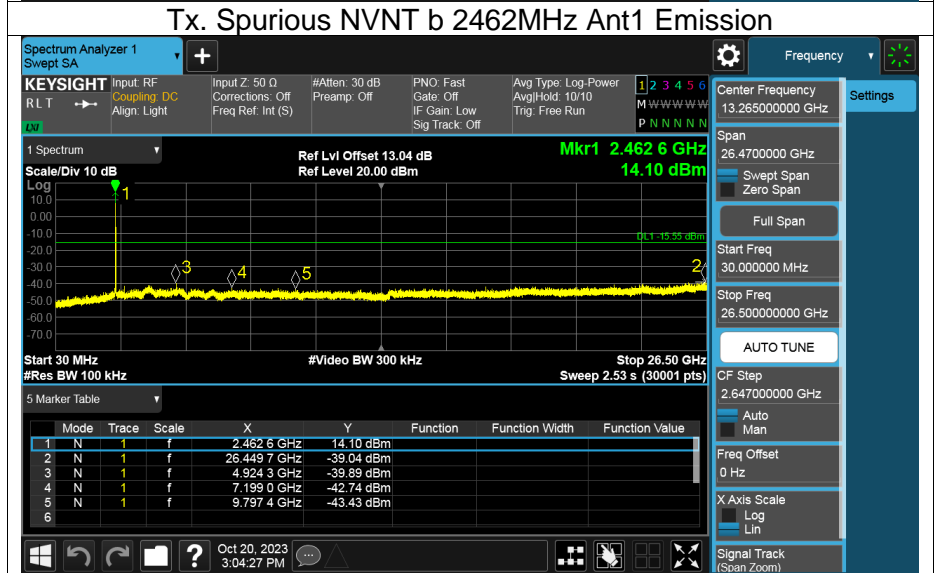 Tx. Spurious NVNT b 2462MHz Ant1 Emission
Spectrum Analyzer 1
Swept SA
+
Frequency
KEYSIGHT
RLT
LXI
Input: RF
Coupling: DC
Align: Light
Input Z: 50 Ω
Corrections: Off
Freq Ref: Int (S)
#Atten: 30 dB
Preamp: Off
PNO: Fast
Gate: Off
IF Gain: Low
Sig Track: Off
Avg Type: Log-Power
Avg|Hold: 10/10
Trig: Free Run
1 2 3 4 5 6
M W W W W W
P N N N N N
Center Frequency
13.265000000 GHz
Settings
1 Spectrum
Scale/Div 10 dB
Ref Lvl Offset 13.04 dB
Ref Level 20.00 dBm
Mkr1 2.462 6 GHz
14.10 dBm
Span
26.4700000 GHz
Swept Span
Zero Span
Full Span
Start Freq
30.000000 MHz
Stop Freq
26.500000000 GHz
AUTO TUNE
CF Step
2.647000000 GHz
Auto
Man
Freq Offset
0 Hz
X Axis Scale
Log
Lin
Signal Track
(Span Zoom)
Log
10.0
0.00
-10.0
-20.0
-30.0
-40.0
-50.0
-60.0
-70.0
1
DL1 -15.55 dBm
2
3
4
5
Start 30 MHz
#Video BW 300 kHz
Stop 26.50 GHz
#Res BW 100 kHz
Sweep 2.53 s (30001 pts)
5 Marker Table
Mode Trace Scale X Y Function Function Width Function Value
1 N 1 f 2.462 6 GHz 14.10 dBm
2 N 1 f 26.449 7 GHz -39.04 dBm
3 N 1 f 4.924 3 GHz -39.89 dBm
4 N 1 f 7.199 0 GHz -42.74 dBm
5 N 1 f 9.797 4 GHz -43.43 dBm
6
?
Oct 20, 2023
3:04:27 PM